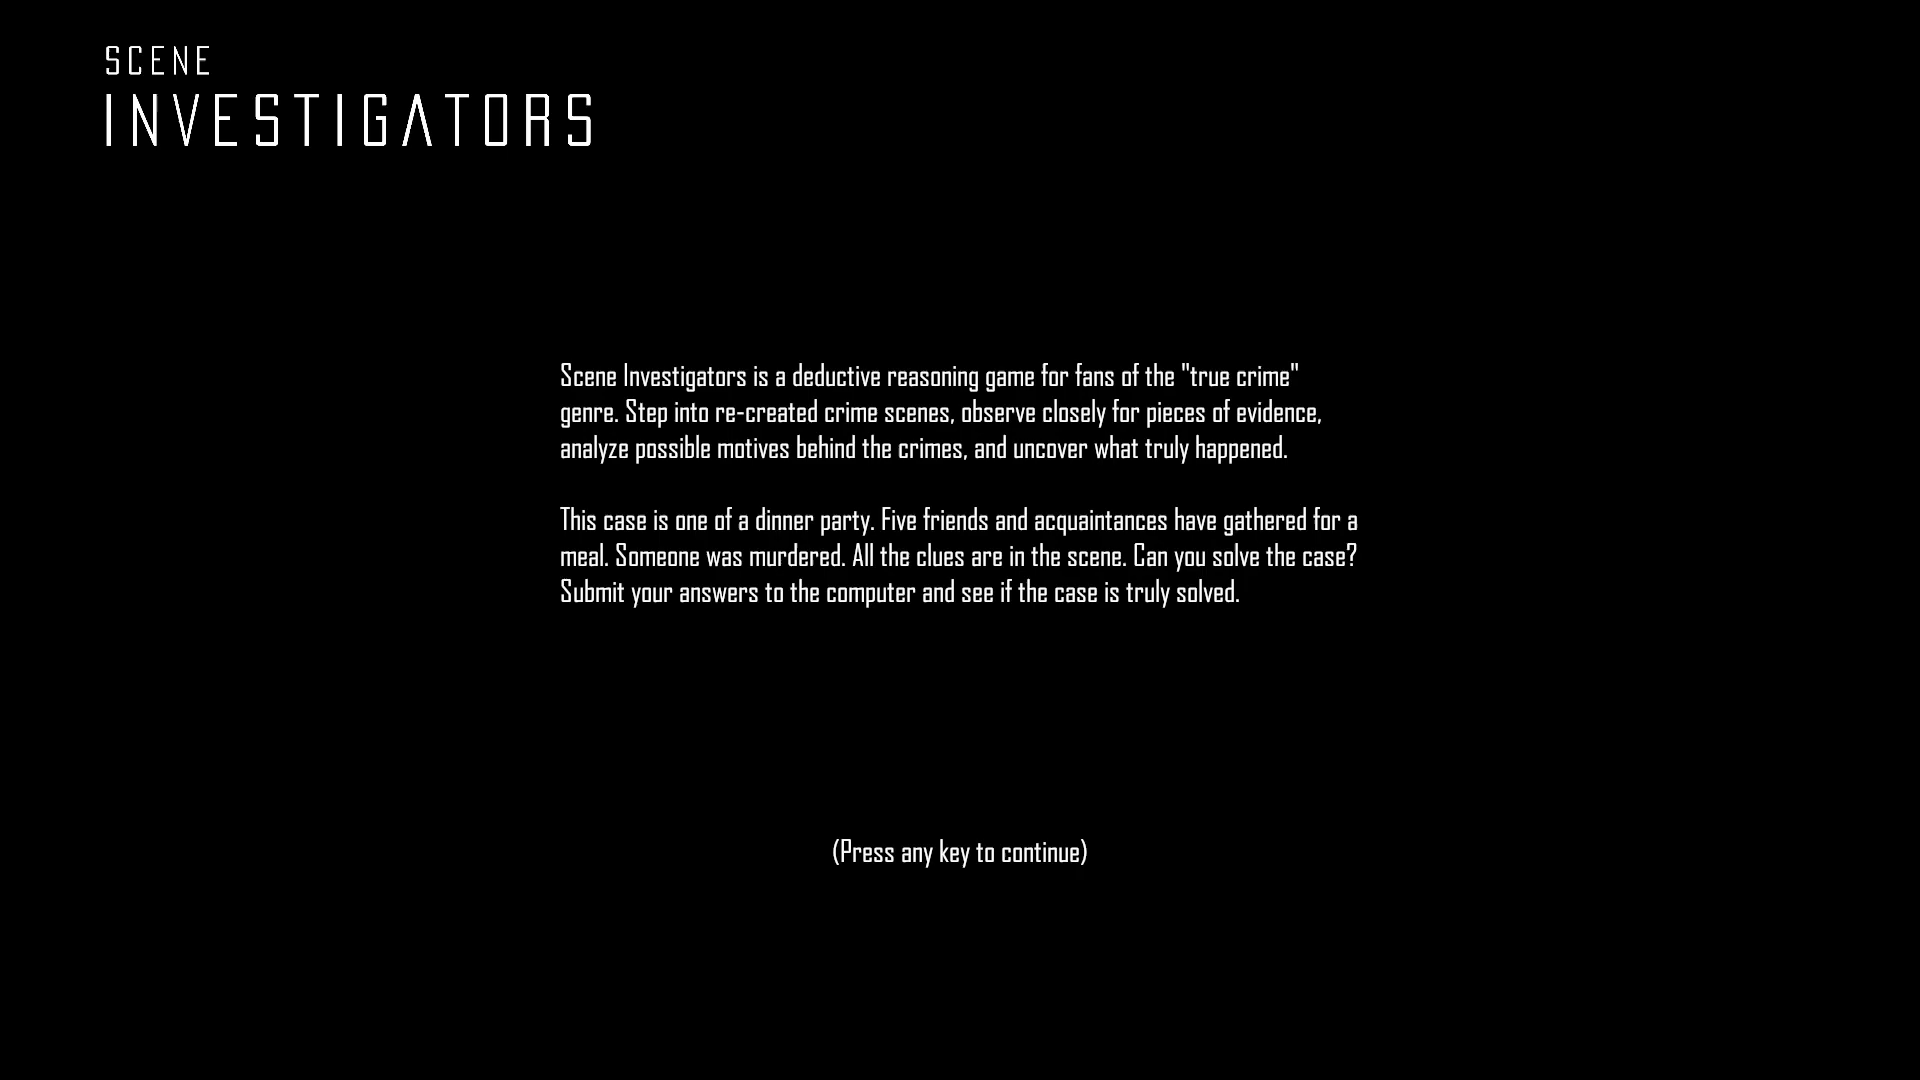 SCENE
INVESTIGATORS
Scene Investigators is a deductive reasoning game for fans of the "true crime"
genre. Step into re-created crime scenes, observe closely for pieces of evidence,
analyze possible motives behind the crimes, and uncover what truly happened.
This case is one of a dinner party. Five friends and acquaintances have gathered for a
meal. Someone was murdered. All the clues are in the scene. Can you solve the case?
Submit your answers to the computer and see if the case is truly solved.
(Press any key to continue)